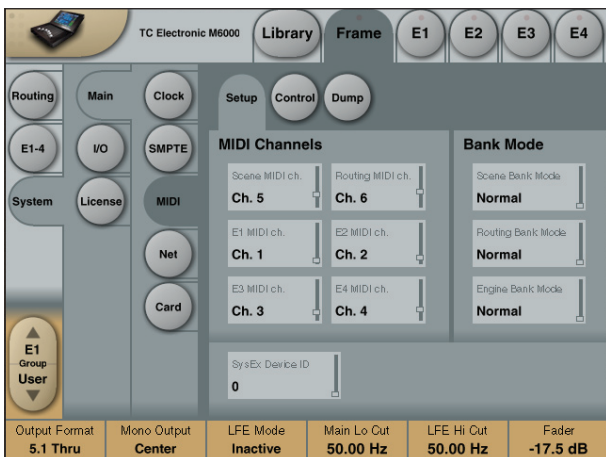 TC Electronic M6000
Library
Frame
E1
E2
E3
E4
Routing
Main
Clock
Setup
Control
Dump
E1-4
I/O
SMPTE
MIDI Channels
Bank Mode
Scene MIDI ch.
Ch. 5
Routing MIDI ch.
Ch. 6
Scene Bank Mode
Normal
System
License
MIDI
E1 MIDI ch.
Ch. 1
E2 MIDI ch.
Ch. 2
Routing Bank Mode
Normal
Net
E3 MIDI ch.
Ch. 3
E4 MIDI ch.
Ch. 4
Engine Bank Mode
Normal
Card
E1
Group
User
SysEx Device ID
0
Output Format
5.1 Thru
Mono Output
Center
LFE Mode
Inactive
Main Lo Cut
50.00 Hz
LFE Hi Cut
50.00 Hz
Fader
-17.5 dB